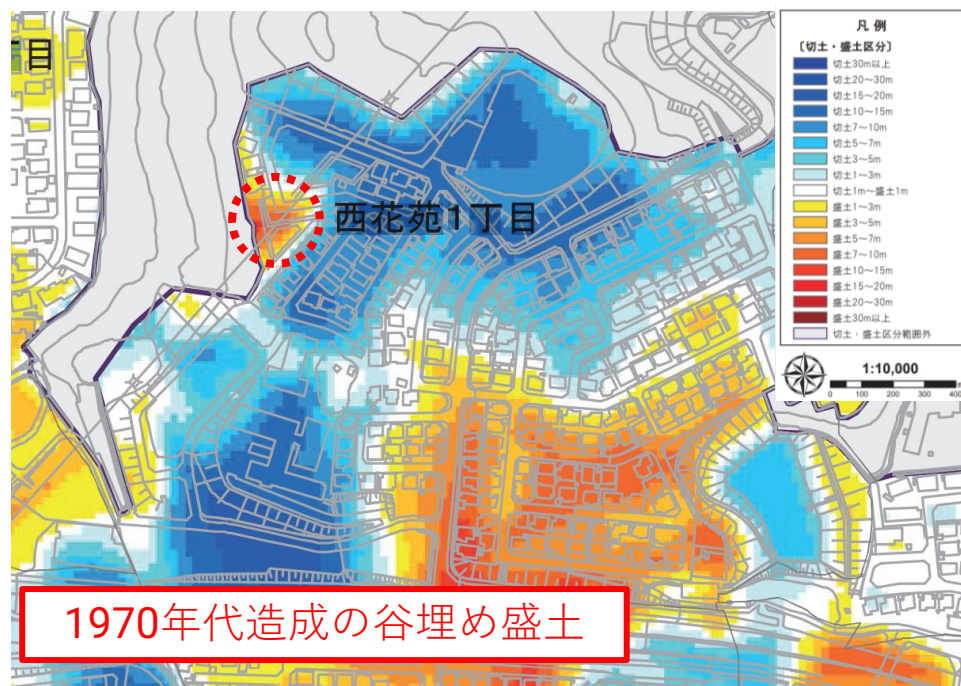 丁目
西花苑1丁目
凡 例
〔切土・盛土区分〕
切土30m以上
切土20～30m
切土15～20m
切土10～15m
切土7～10m
切土5～7m
切土3～5m
切土1～3m
切土1m～盛土1m
盛土1～3m
盛土3～5m
盛土5～7m
盛土7～10m
盛土10～15m
盛土15～20m
盛土20～30m
盛土30m以上
切土・盛土区分範囲外
1:10,000
0 100 200 300 400m
1970年代造成の谷埋め盛土